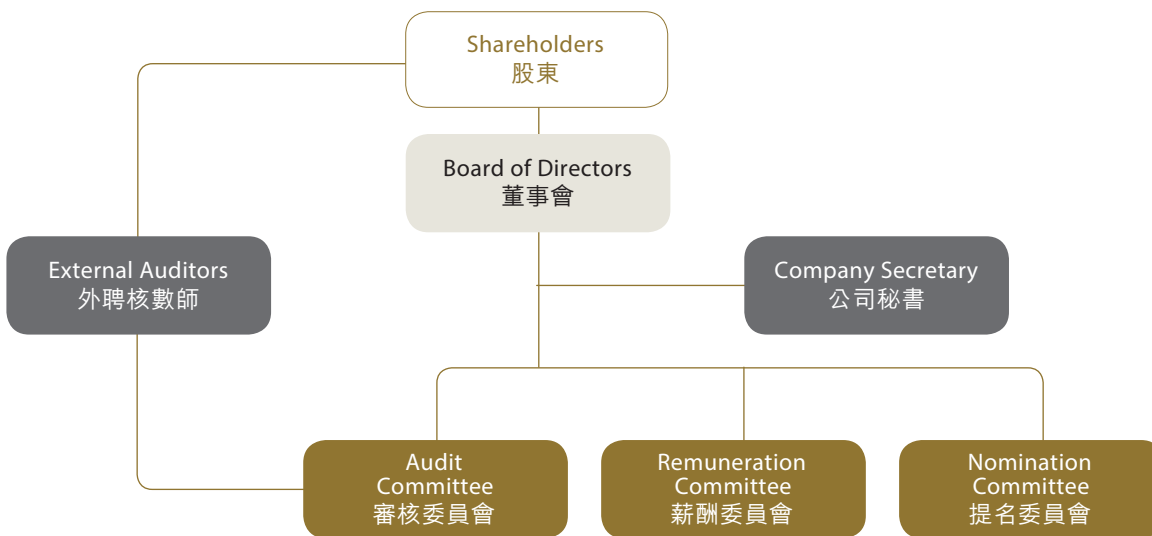 Shareholders
股東
Board of Directors
董事會
External Auditors
外聘核數師
Company Secretary
公司秘書
Audit
Committee
審核委員會
Remuneration
Committee
薪酬委員會
Nomination
Committee
提名委員會